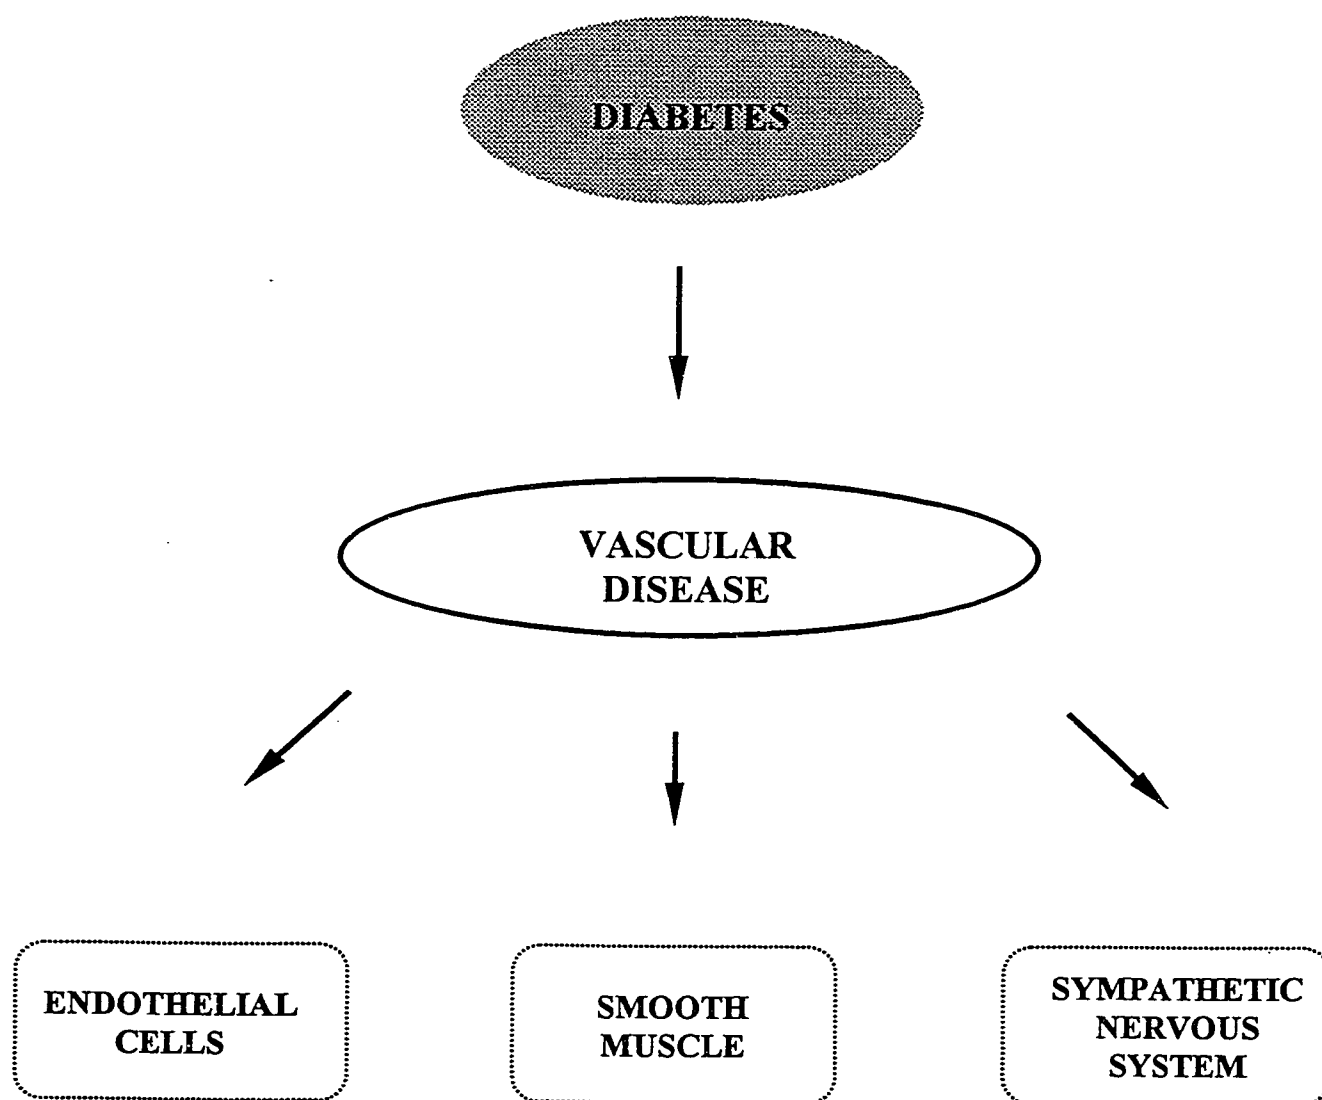 DIABETES
VASCULAR
DISEASE
ENDOTHELIAL
CELLS
SMOOTH
MUSCLE
SYMPATHETIC
NERVOUS
SYSTEM